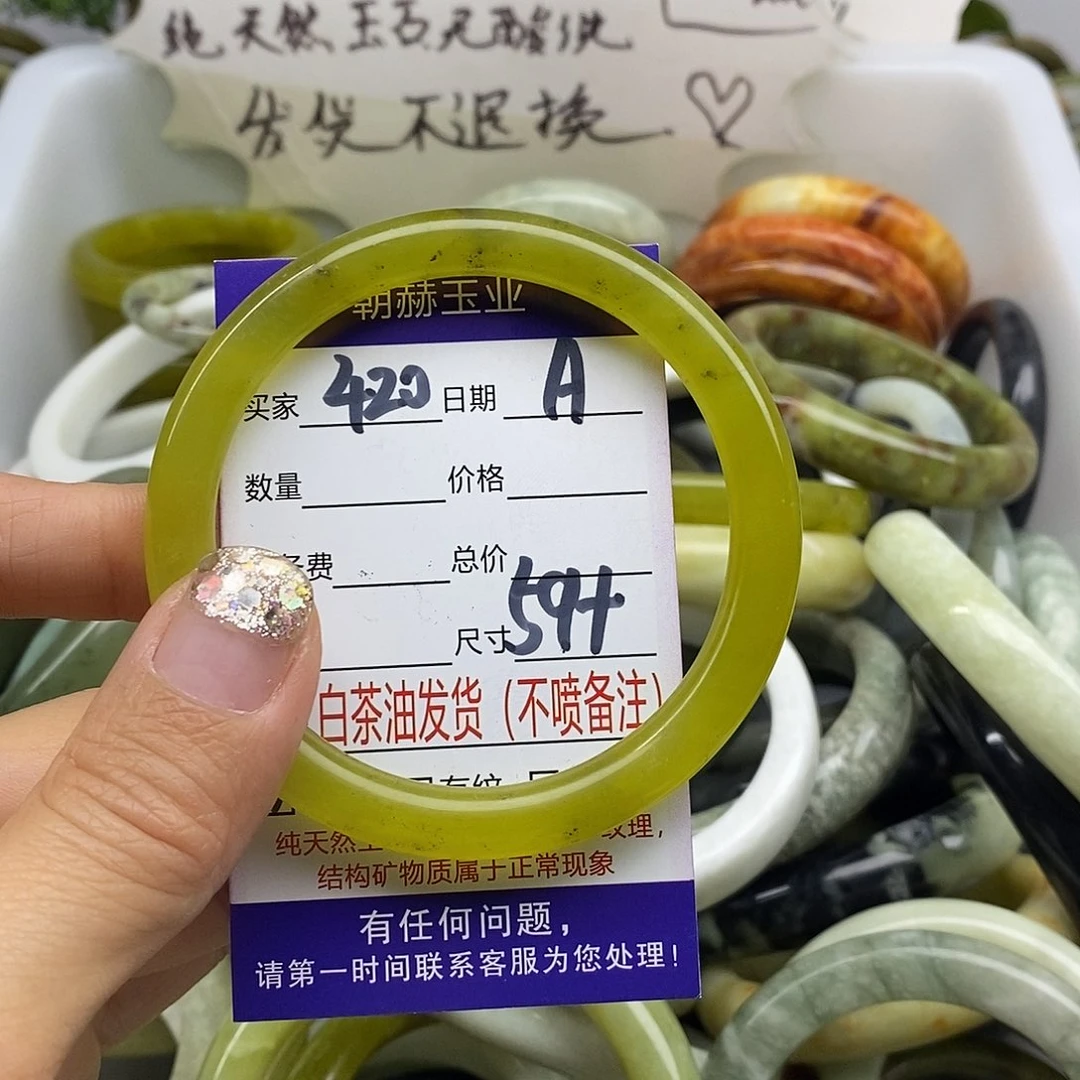 纯天然玉石无酸洗
发货不退换
朝赫玉业
买家 420 日期 A
数量 价格
费 总价
尺寸 594
白茶油发货（不喷备注）
纯天然 纹理，
结构矿物质属于正常现象
有任何问题，
请第一时间联系客服为您处理！